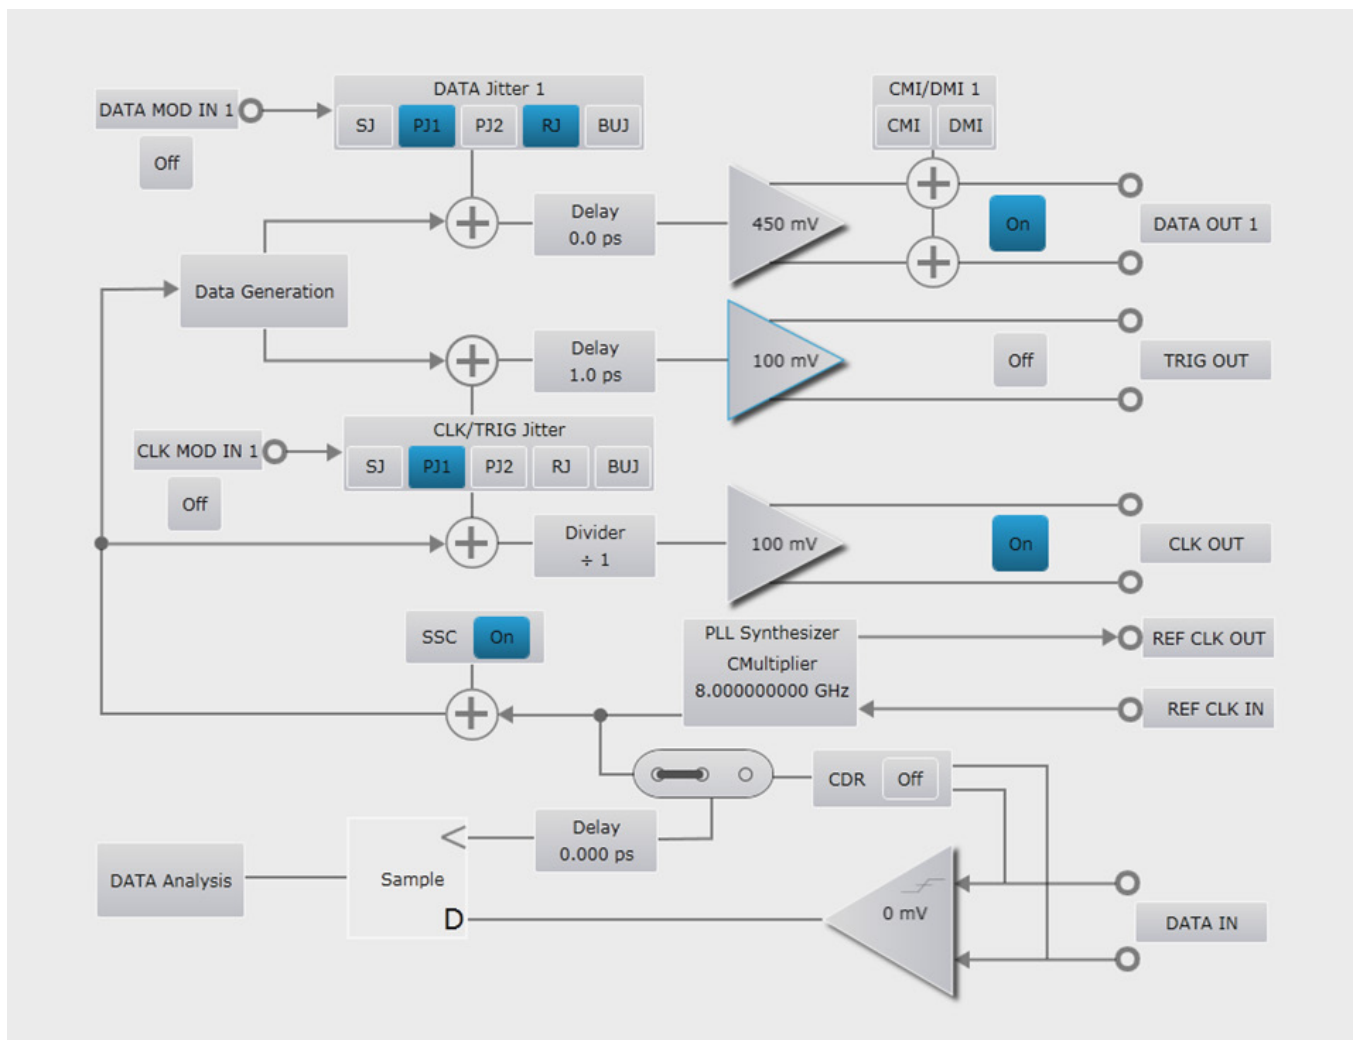 DATA Jitter 1
CMI/DMI 1
DATA MOD IN 1
SJ PJ1 PJ2 RJ BUJ
CMI DMI
Off
Delay
0.0 ps
450 mV
On
DATA OUT 1
Data Generation
Delay
1.0 ps
100 mV
Off
TRIG OUT
CLK/TRIG Jitter
CLK MOD IN 1
SJ PJ1 PJ2 RJ BUJ
Off
Divider
÷ 1
100 mV
On
CLK OUT
SSC On
PLL Synthesizer
CMultiplier
8.000000000 GHz
REF CLK OUT
REF CLK IN
CDR Off
Delay
0.000 ps
DATA Analysis
Sample
D
0 mV
DATA IN